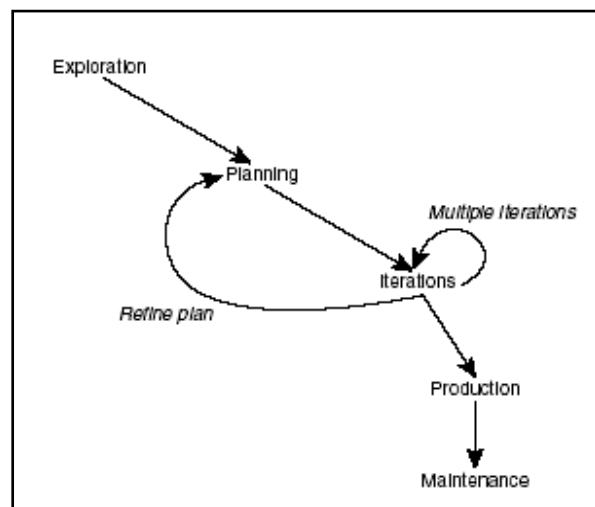 Exploration
Planning
Multiple iterations
Iterations
Refine plan
Production
Maintenance